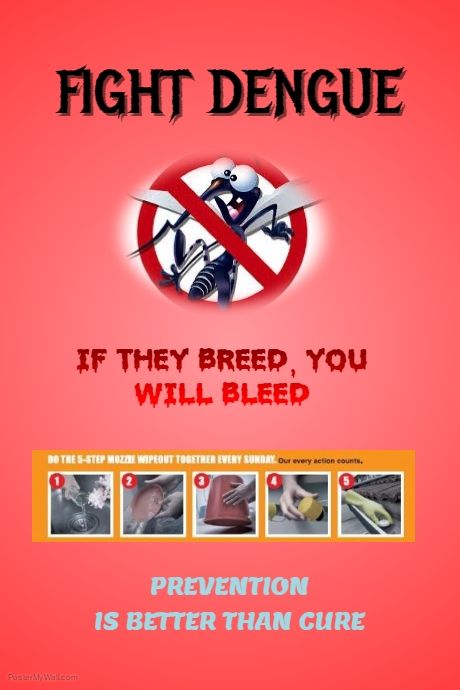 FIGHT DENGUE
IF THEY BREED, YOU
WILL BLEED
DO THE 5-STEP MOZZIE WIPEOUT TOGETHER EVERY SUNDAY. Our every action counts.
1 2 3 4 5
PREVENTION
IS BETTER THAN CURE
PosterMyWall.com